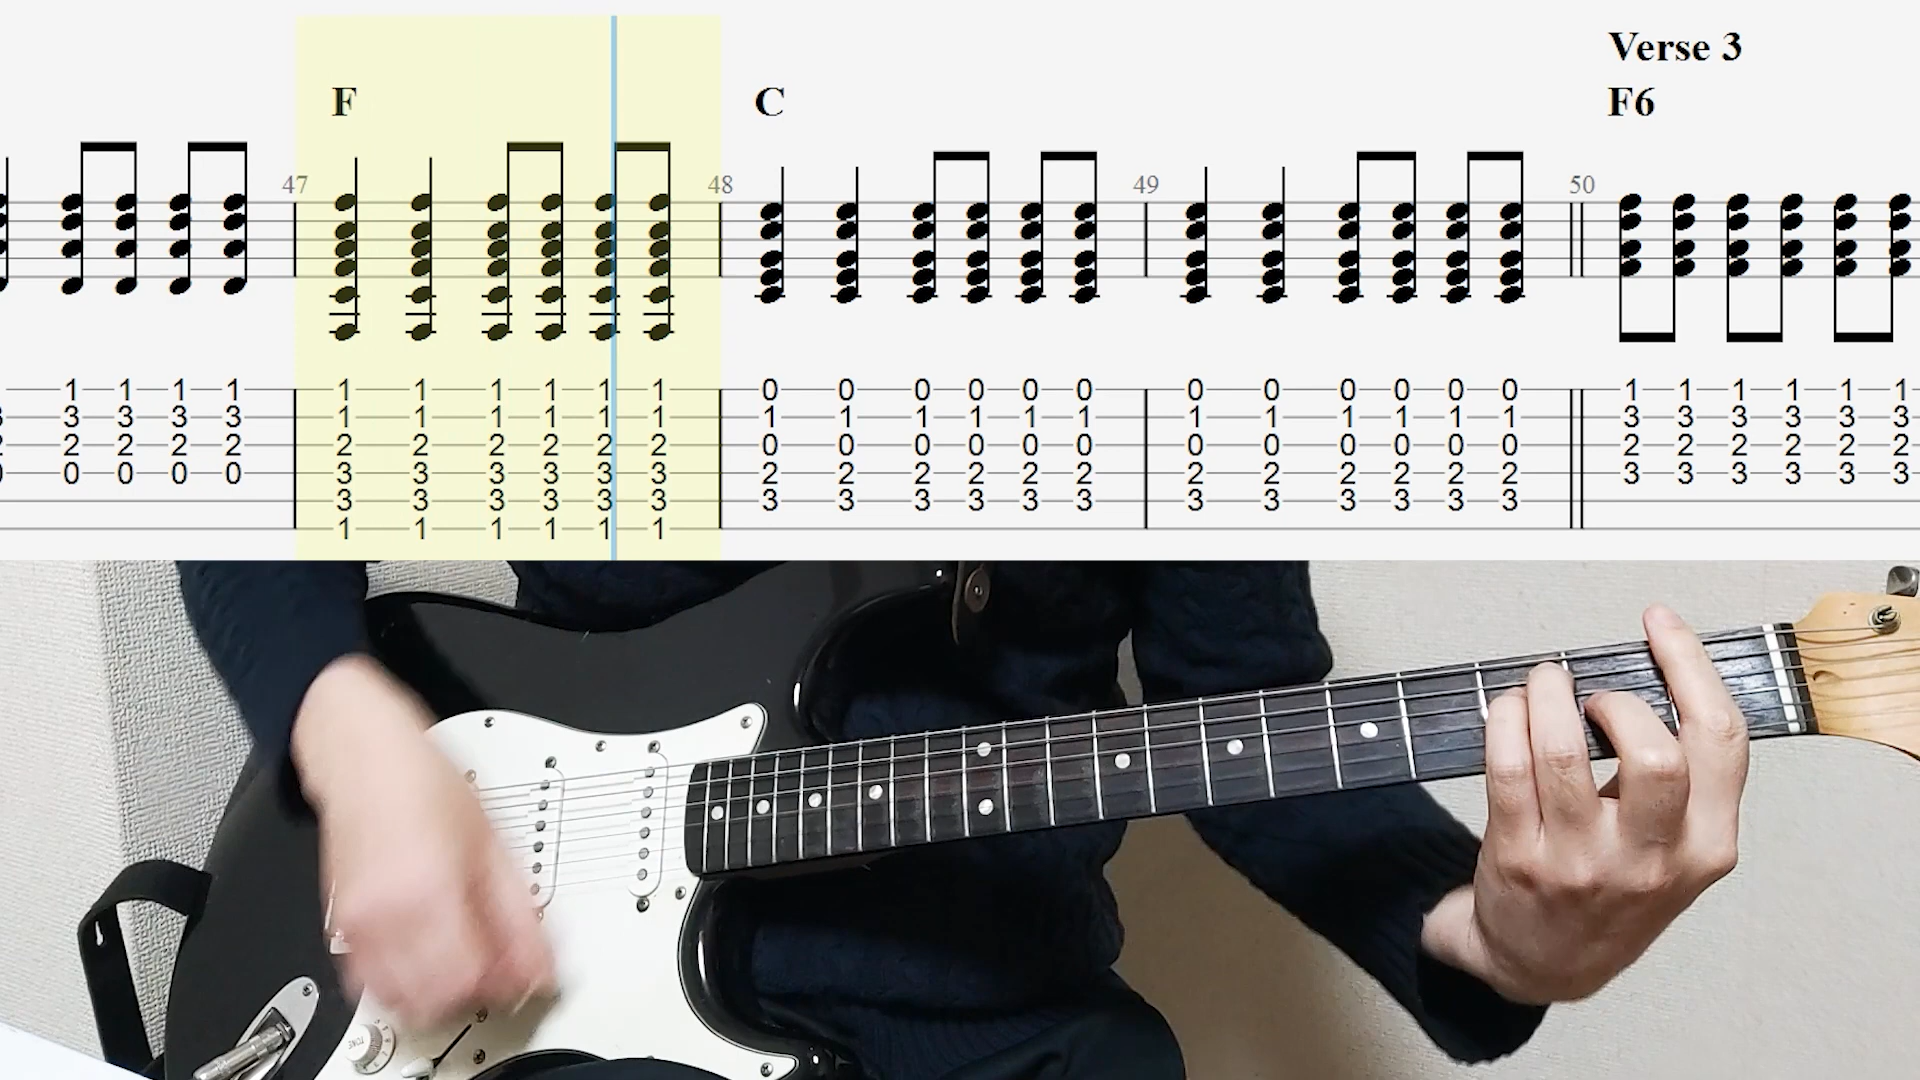 Verse 3
F C F6
47 48 49 50
1 1 1 1 1 1 1 1 1 1 0 0 0 0 0 0 0 0 0 0 0 0 1 1 1 1 1 1
3 3 3 3 1 1 1 1 1 1 1 1 1 1 1 1 1 1 1 1 1 1 3 3 3 3 3 3
2 2 2 2 2 2 2 2 2 2 0 0 0 0 0 0 0 0 0 0 0 0 2 2 2 2 2 2
0 0 0 0 3 3 3 3 3 3 2 2 2 2 2 2 2 2 2 2 2 2 3 3 3 3 3 3
3 3 3 3 3 3 3 3 3 3 3 3 3 3 3 3 3 3
1 1 1 1 1 1
TONE